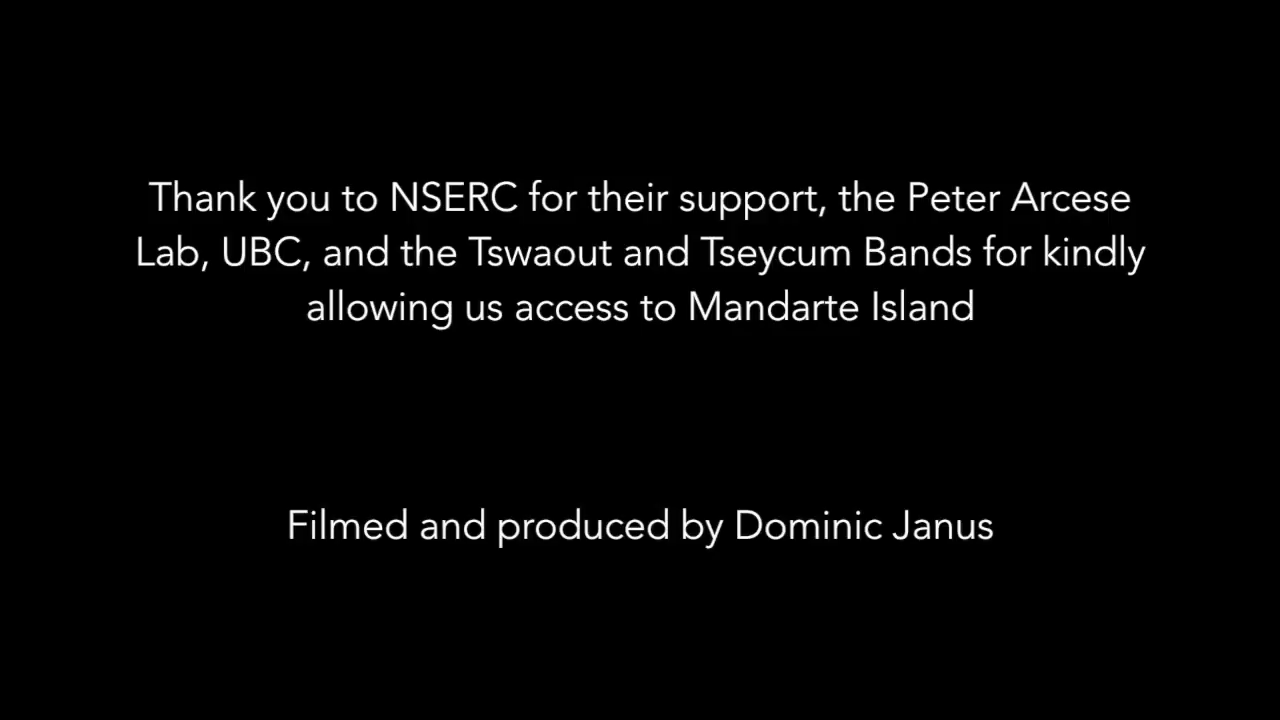 Thank you to NSERC for their support, the Peter Arcese
Lab, UBC, and the Tswaout and Tseycum Bands for kindly
allowing us access to Mandarte Island
Filmed and produced by Dominic Janus